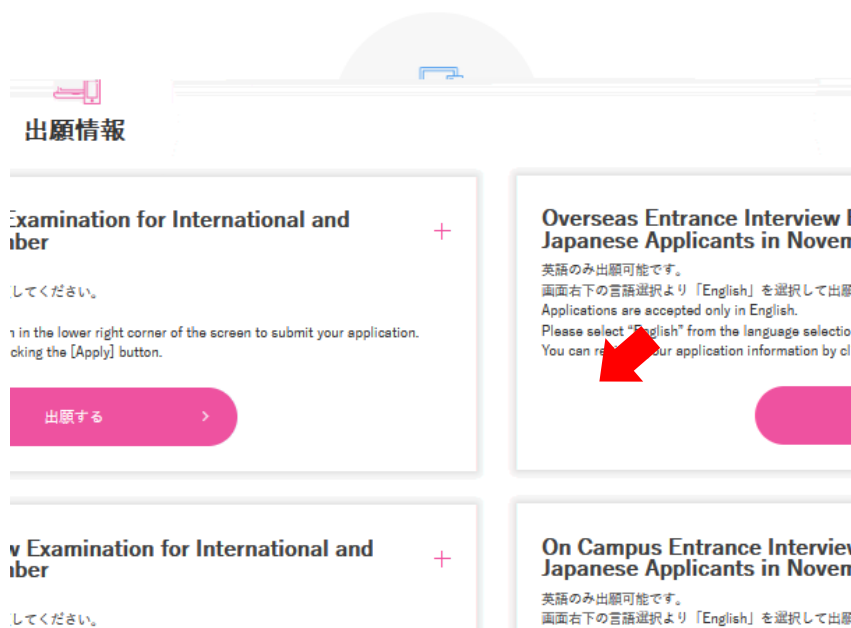 出願情報
Examination for International and
nber
してください。
n in the lower right corner of the screen to submit your application.
cking the [Apply] button.
出願する
Overseas Entrance Interview
Japanese Applicants in Novem
英語のみ出願可能です。
画面右下の言語選択より「English」を選択して出願
Applications are accepted only in English.
Please select “English” from the language selectio
You can your application information by cl
w Examination for International and
nber
してください。
On Campus Entrance Interview
Japanese Applicants in Novem
英語のみ出願可能です。
画面右下の言語選択より「English」を選択して出願